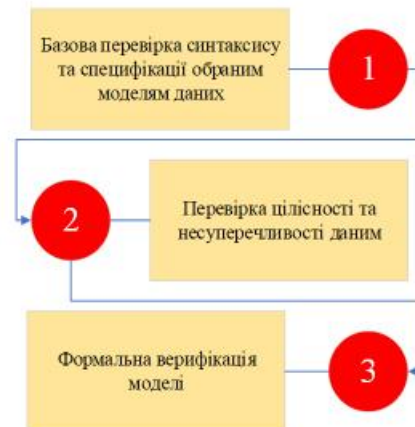 Базова перевірка синтаксису
та специфікації обраним
моделям даних
1
2
Перевірка цілісності та
несуперечливості даним
Формальна верифікація
моделі
3